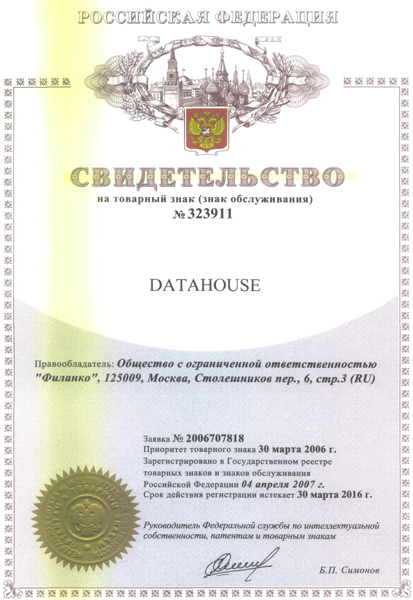 РОССИЙСКАЯ ФЕДЕРАЦИЯ
СВИДЕТЕЛЬСТВО
на товарный знак (знак обслуживания)
№ 323911
DATAHOUSE
Правообладатель: Общество с ограниченной ответственностью
"Филанко", 125009, Москва, Столешников пер., 6, стр.3 (RU)
Заявка № 2006707818
Приоритет товарного знака 30 марта 2006 г.
Зарегистрировано в Государственном реестре
товарных знаков и знаков обслуживания
Российской Федерации 04 апреля 2007 г.
Срок действия регистрации истекает 30 марта 2016 г.
Руководитель Федеральной службы по интеллектуальной
собственности, патентам и товарным знакам
Б.П. Симонов